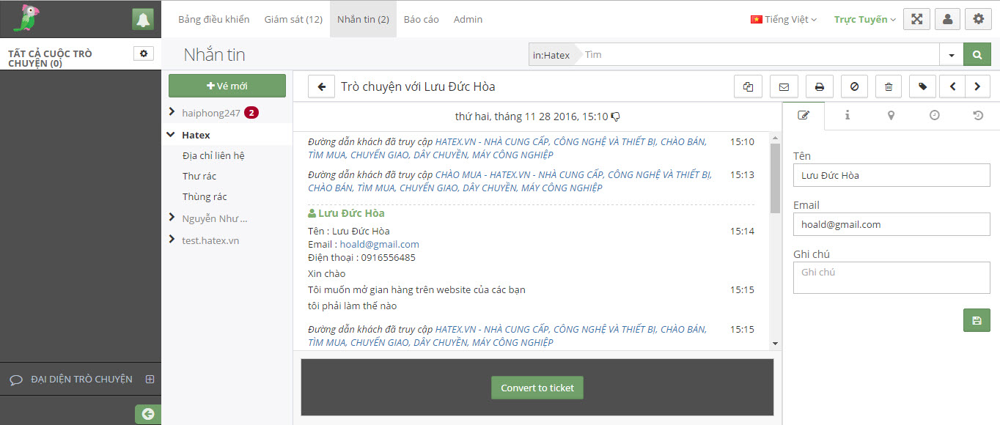 Bảng điều khiển
Giám sát (12)
Nhắn tin (2)
Báo cáo
Admin
Tiếng Việt
Trực Tuyến
TẤT CẢ CUỘC TRÒ
CHUYỆN (0)
Nhắn tin
in:Hatex
Tìm
Vé mới
haiphong247 2
Hatex
Địa chỉ liên hệ
Thư rác
Thùng rác
Nguyễn Như ...
test.hatex.vn
Trò chuyện với Lưu Đức Hòa
thứ hai, tháng 11 28 2016, 15:10
Đường dẫn khách đã truy cập HATEX.VN - NHÀ CUNG CẤP, CÔNG NGHỆ VÀ THIẾT BỊ, CHÀO BÁN, 15:10
TÌM MUA, CHUYỂN GIAO, DÂY CHUYỀN, MÁY CÔNG NGHIỆP
Đường dẫn khách đã truy cập CHÀO MUA - HATEX.VN - NHÀ CUNG CẤP, CÔNG NGHỆ VÀ THIẾT BỊ, 15:13
CHÀO BÁN, TÌM MUA, CHUYỂN GIAO, DÂY CHUYỀN, MÁY CÔNG NGHIỆP
Lưu Đức Hòa
Tên : Lưu Đức Hòa 15:14
Email : hoald@gmail.com
Điện thoại : 0916556485
Xin chào
Tôi muốn mở gian hàng trên website của các bạn 15:15
tôi phải làm thế nào
Đường dẫn khách đã truy cập HATEX.VN - NHÀ CUNG CẤP, CÔNG NGHỆ VÀ THIẾT BỊ, CHÀO BÁN, 15:15
TÌM MUA, CHUYỂN GIAO, DÂY CHUYỀN, MÁY CÔNG NGHIỆP
Convert to ticket
Tên
Lưu Đức Hòa
Email
hoald@gmail.com
Ghi chú
Ghi chú
ĐẠI DIỆN TRÒ CHUYỆN